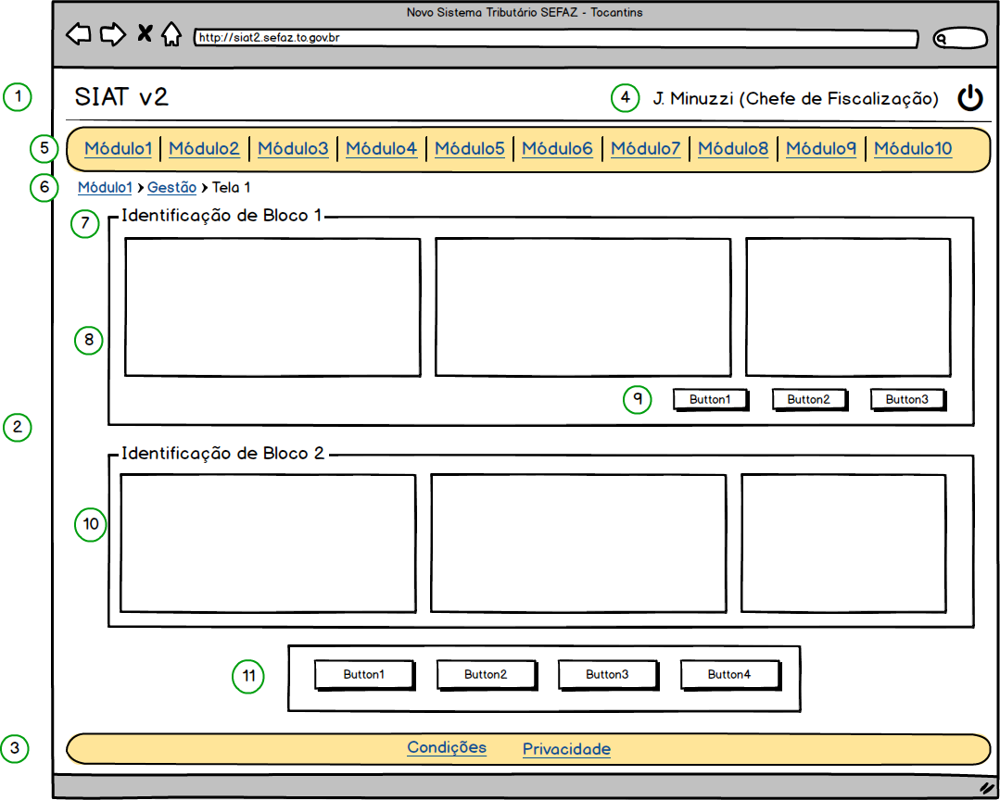 Novo Sistema Tributário SEFAZ - Tocantins
http://siat2.sefaz.to.gov.br
1
SIAT v2
4
J. Minuzzi (Chefe de Fiscalização)
5
Módulo1 | Módulo2 | Módulo3 | Módulo4 | Módulo5 | Módulo6 | Módulo7 | Módulo8 | Módulo9 | Módulo10
6
Módulo1 > Gestão > Tela 1
7
Identificação de Bloco 1
8
9
Button1 Button2 Button3
2
Identificação de Bloco 2
10
11
Button1 Button2 Button3 Button4
3
Condições Privacidade